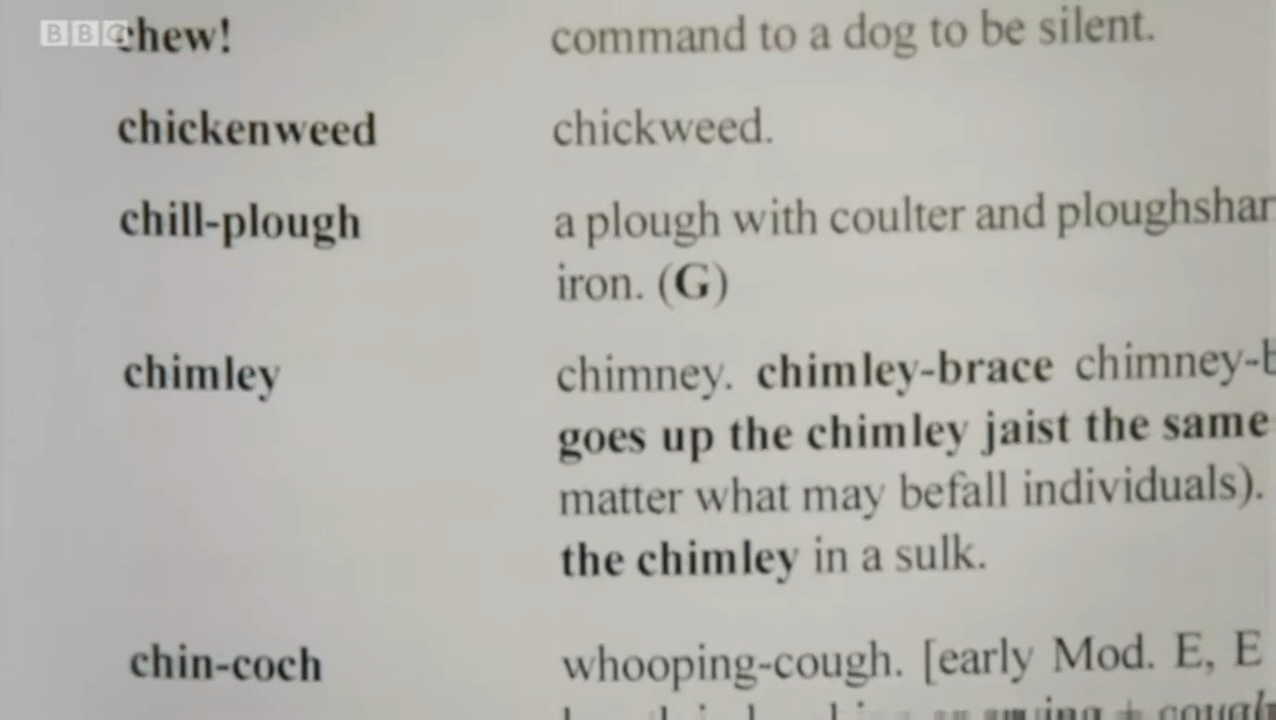 BBC
chew! command to a dog to be silent.
chickenweed chickweed.
chill-plough a plough with coulter and ploughshar
iron. (G)
chimley chimney. chimley-brace chimney-b
goes up the chimley jaist the same
matter what may befall individuals).
the chimley in a sulk.
chin-coch whooping-cough. [early Mod. E, E